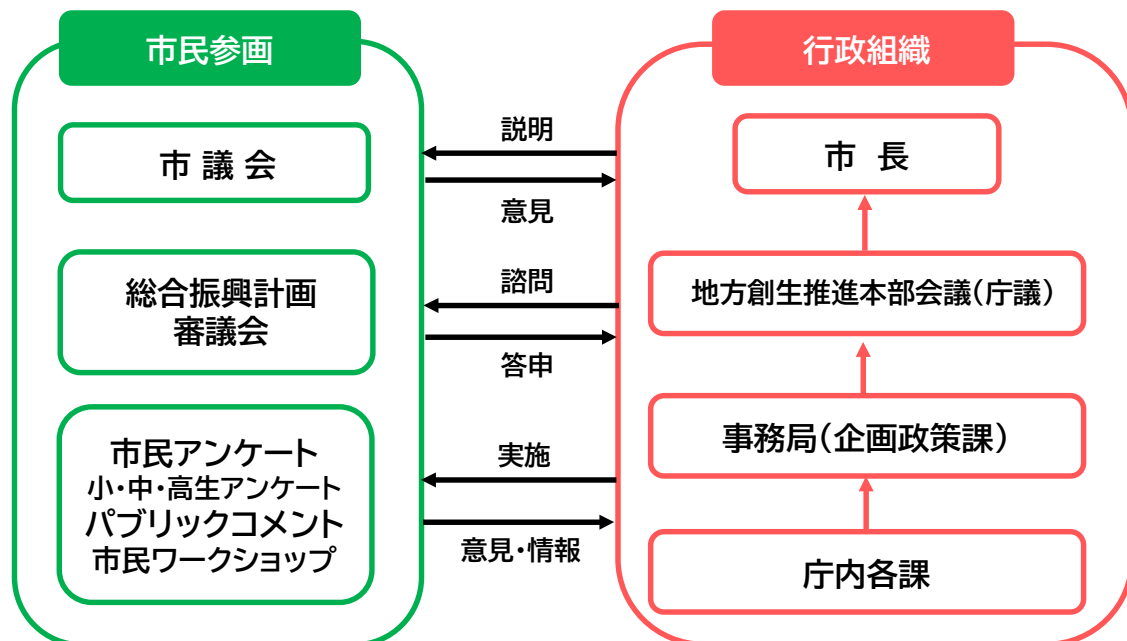 市民参画
市 議 会
総合振興計画
審議会
市民アンケート
小・中・高生アンケート
パブリックコメント
市民ワークショップ
説明
意見
諮問
答申
実施
意見・情報
行政組織
市 長
地方創生推進本部会議(庁議)
事務局(企画政策課)
庁内各課